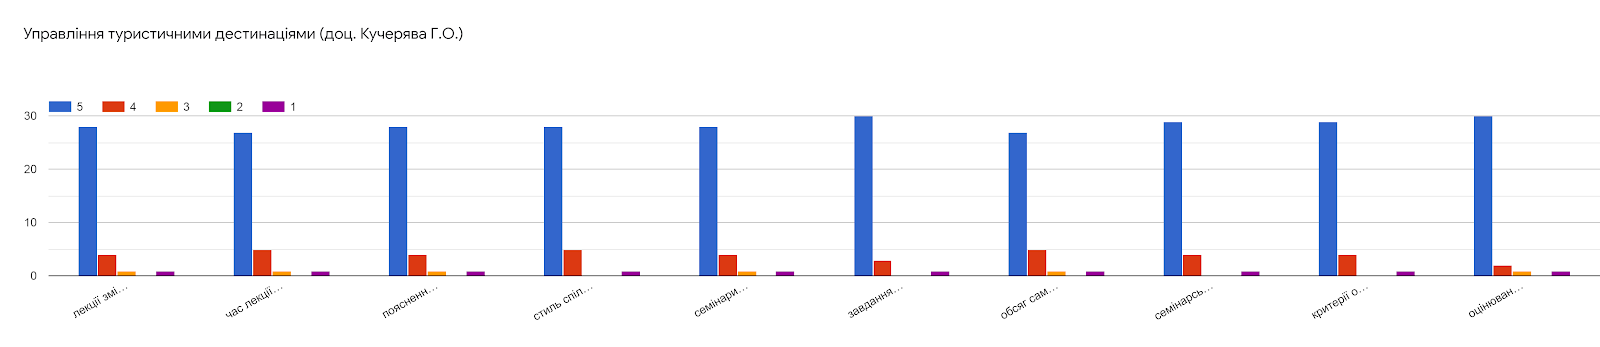 Управління туристичними дестинаціями (доц. Кучерява Г.О.)
5 4 3 2 1
30
20
10
0
лекції змі…
час лекції…
поясненн…
стиль спіл…
семінари…
завдання…
обсяг сам…
семінарсь…
критерії о…
оцінюван…